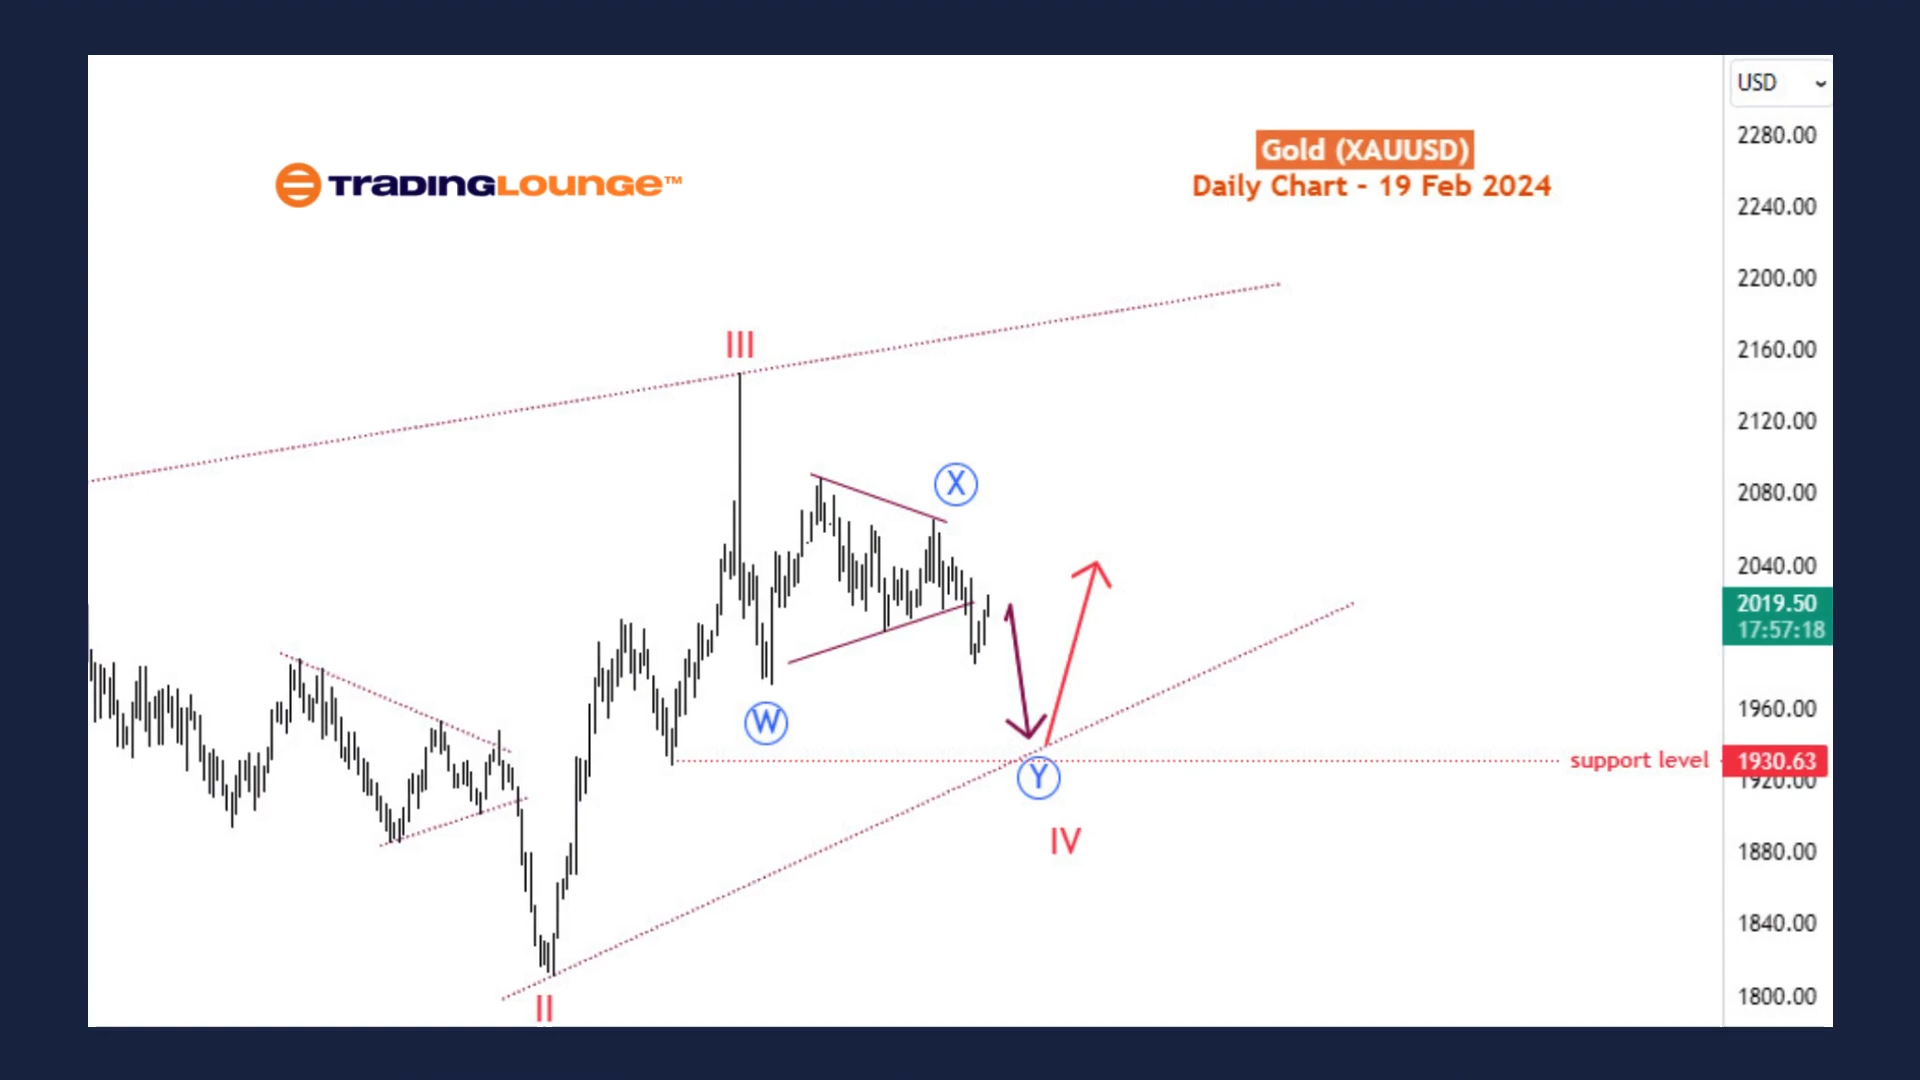 USD
Gold (XAUUSD)
Daily Chart - 19 Feb 2024
TRADINGLOUNGE™
2280.00
2240.00
2200.00
2160.00
2120.00
2080.00
2040.00
2019.50
17:57:18
1960.00
1930.63
1920.00
1880.00
1840.00
1800.00
III
X
W
support level
Y
IV
II